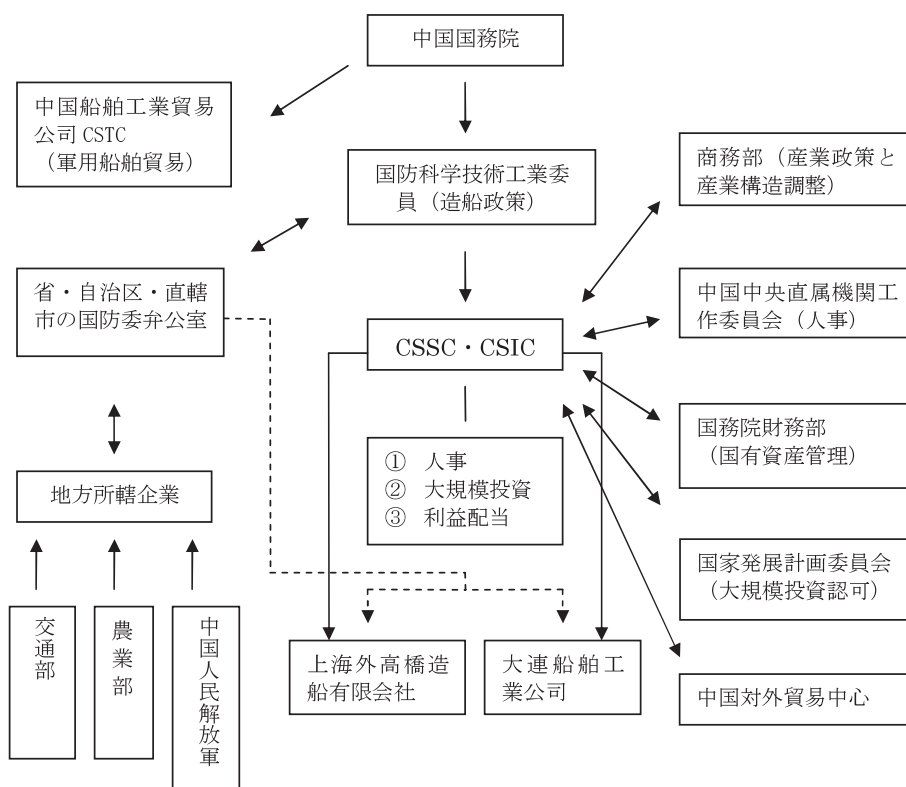 中国国務院
中国船舶工業貿易
公司 CSTC
（軍用船舶貿易）
国防科学技術工業委
員（造船政策）
商務部（産業政策と
産業構造調整）
省・自治区・直轄
市の国防委弁公室
中国中央直属機関工
作委員会（人事）
CSSC・CSIC
国務院財務部
（国有資産管理）
① 人事
② 大規模投資
③ 利益配当
地方所轄企業
国家発展計画委員会
（大規模投資認可）
交通部
農業部
中国人民解放軍
上海外高橋造
船有限会社
大連船舶工
業公司
中国対外貿易中心